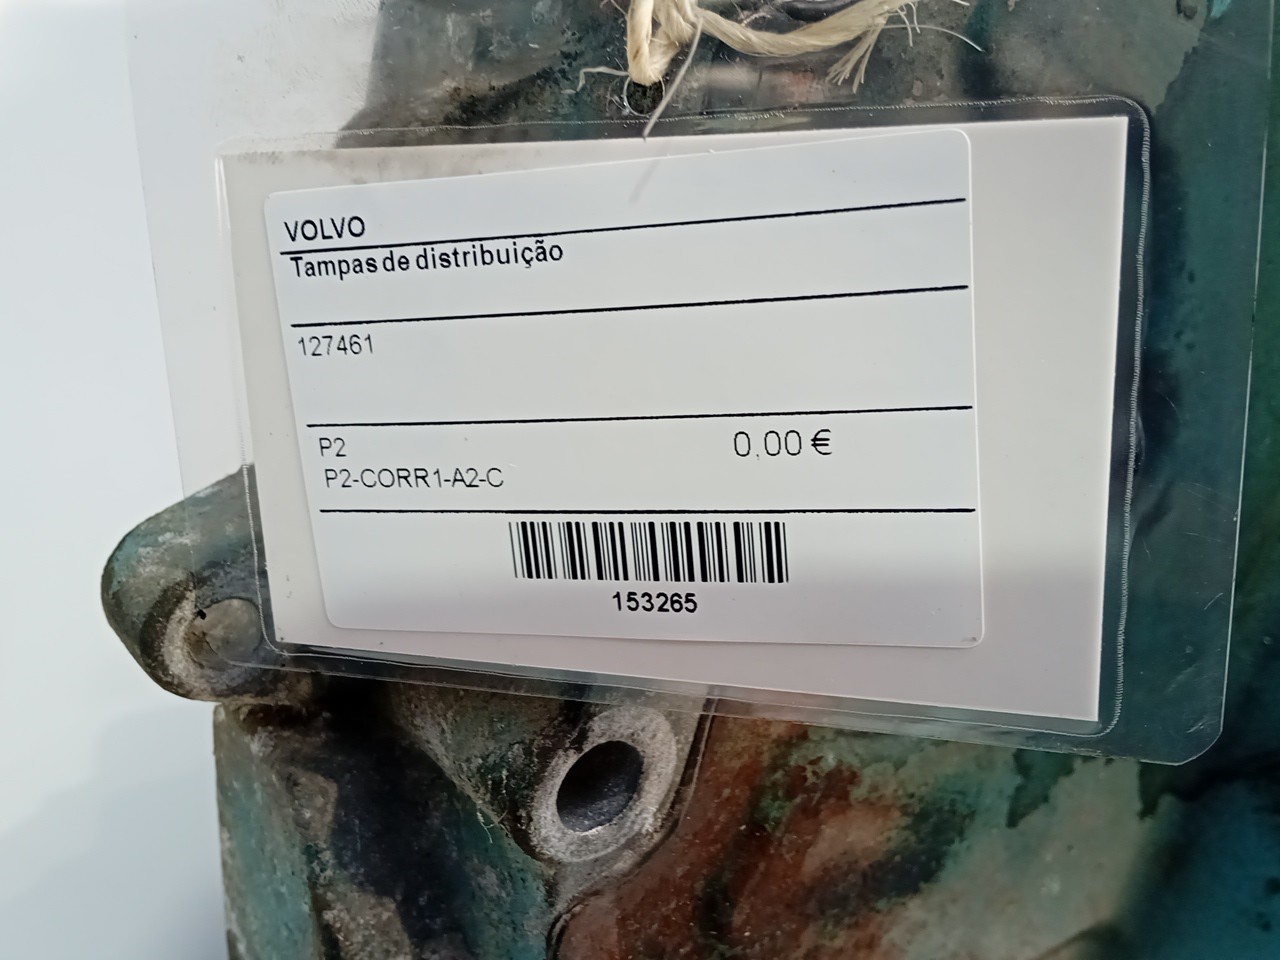 VOLVO
Tampas de distribuição
127461
P2 0,00 €
P2-CORR1-A2-C
153265